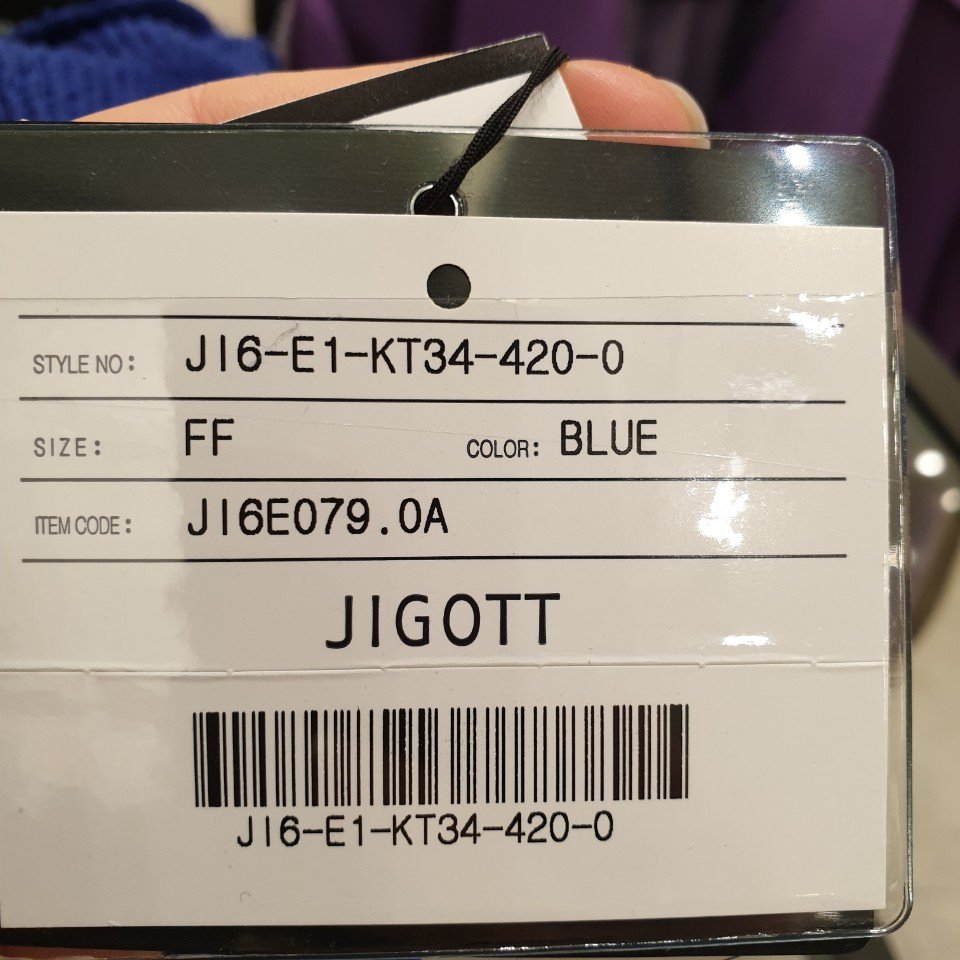 STYLE NO: JI6-E1-KT34-420-0
SIZE: FF COLOR: BLUE
ITEM CODE: JI6E079.0A
JIGOTT
JI6-E1-KT34-420-0